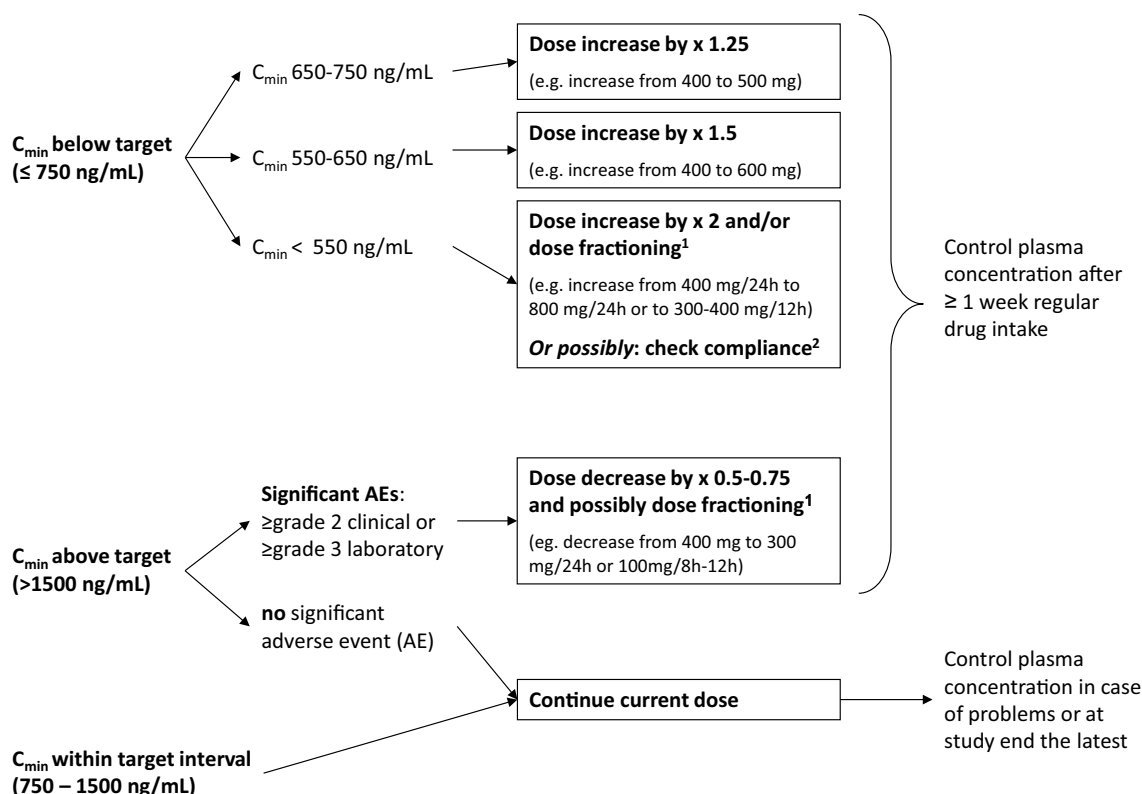 C_min below target
(≤ 750 ng/mL)
C_min 650-750 ng/mL
Dose increase by x 1.25
(e.g. increase from 400 to 500 mg)
C_min 550-650 ng/mL
Dose increase by x 1.5
(e.g. increase from 400 to 600 mg)
C_min < 550 ng/mL
Dose increase by x 2 and/or
dose fractioning¹
(e.g. increase from 400 mg/24h to
800 mg/24h or to 300-400 mg/12h)
Or possibly: check compliance²
Control plasma
concentration after
≥ 1 week regular
drug intake
C_min above target
(>1500 ng/mL)
Significant AEs:
≥grade 2 clinical or
≥grade 3 laboratory
Dose decrease by x 0.5-0.75
and possibly dose fractioning¹
(eg. decrease from 400 mg to 300
mg/24h or 100mg/8h-12h)
no significant
adverse event (AE)
Continue current dose
Control plasma
concentration in case
of problems or at
study end the latest
C_min within target interval
(750 – 1500 ng/mL)